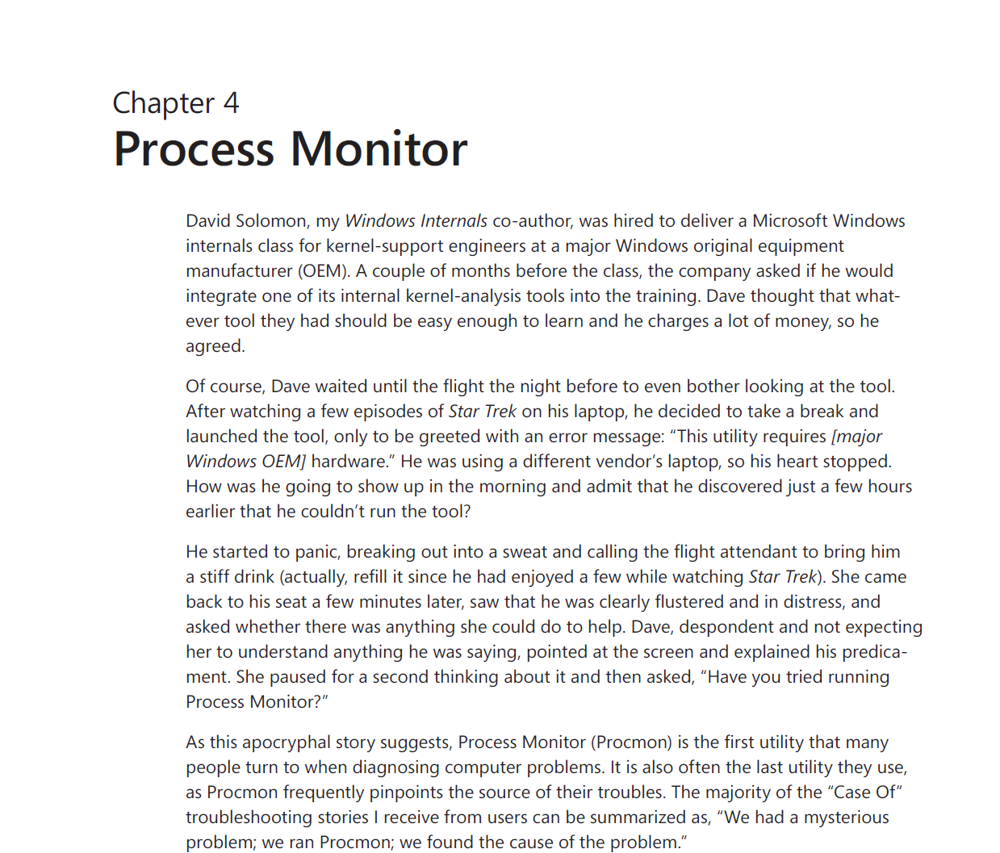 Chapter 4
Process Monitor
David Solomon, my Windows Internals co-author, was hired to deliver a Microsoft Windows
internals class for kernel-support engineers at a major Windows original equipment
manufacturer (OEM). A couple of months before the class, the company asked if he would
integrate one of its internal kernel-analysis tools into the training. Dave thought that what-
ever tool they had should be easy enough to learn and he charges a lot of money, so he
agreed.
Of course, Dave waited until the flight the night before to even bother looking at the tool.
After watching a few episodes of Star Trek on his laptop, he decided to take a break and
launched the tool, only to be greeted with an error message: “This utility requires [major
Windows OEM] hardware.” He was using a different vendor’s laptop, so his heart stopped.
How was he going to show up in the morning and admit that he discovered just a few hours
earlier that he couldn’t run the tool?
He started to panic, breaking out into a sweat and calling the flight attendant to bring him
a stiff drink (actually, refill it since he had enjoyed a few while watching Star Trek). She came
back to his seat a few minutes later, saw that he was clearly flustered and in distress, and
asked whether there was anything she could do to help. Dave, despondent and not expecting
her to understand anything he was saying, pointed at the screen and explained his predica-
ment. She paused for a second thinking about it and then asked, “Have you tried running
Process Monitor?”
As this apocryphal story suggests, Process Monitor (Procmon) is the first utility that many
people turn to when diagnosing computer problems. It is also often the last utility they use,
as Procmon frequently pinpoints the source of their troubles. The majority of the “Case Of”
troubleshooting stories I receive from users can be summarized as, “We had a mysterious
problem; we ran Procmon; we found the cause of the problem.”